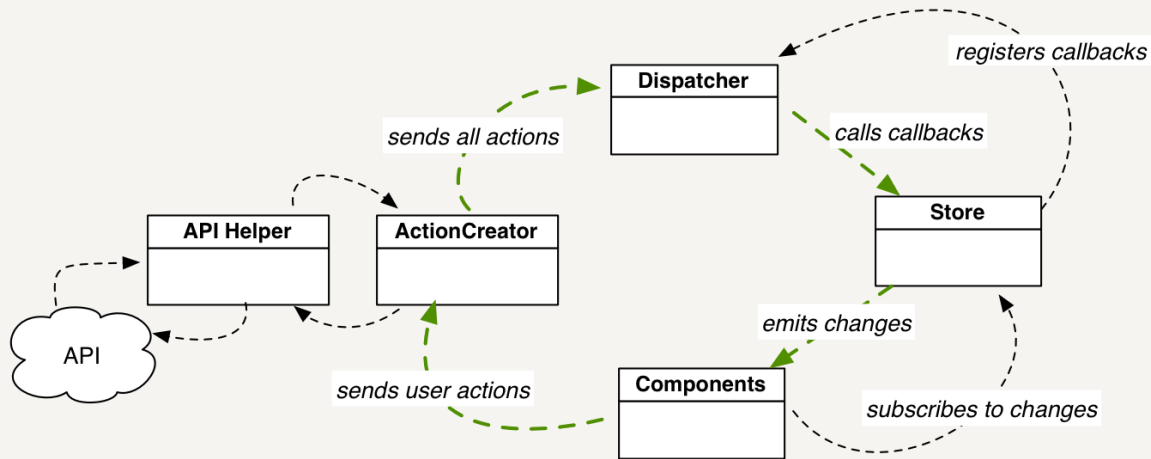 registers callbacks
Dispatcher
sends all actions
calls callbacks
API Helper
ActionCreator
Store
API
emits changes
sends user actions
Components
subscribes to changes